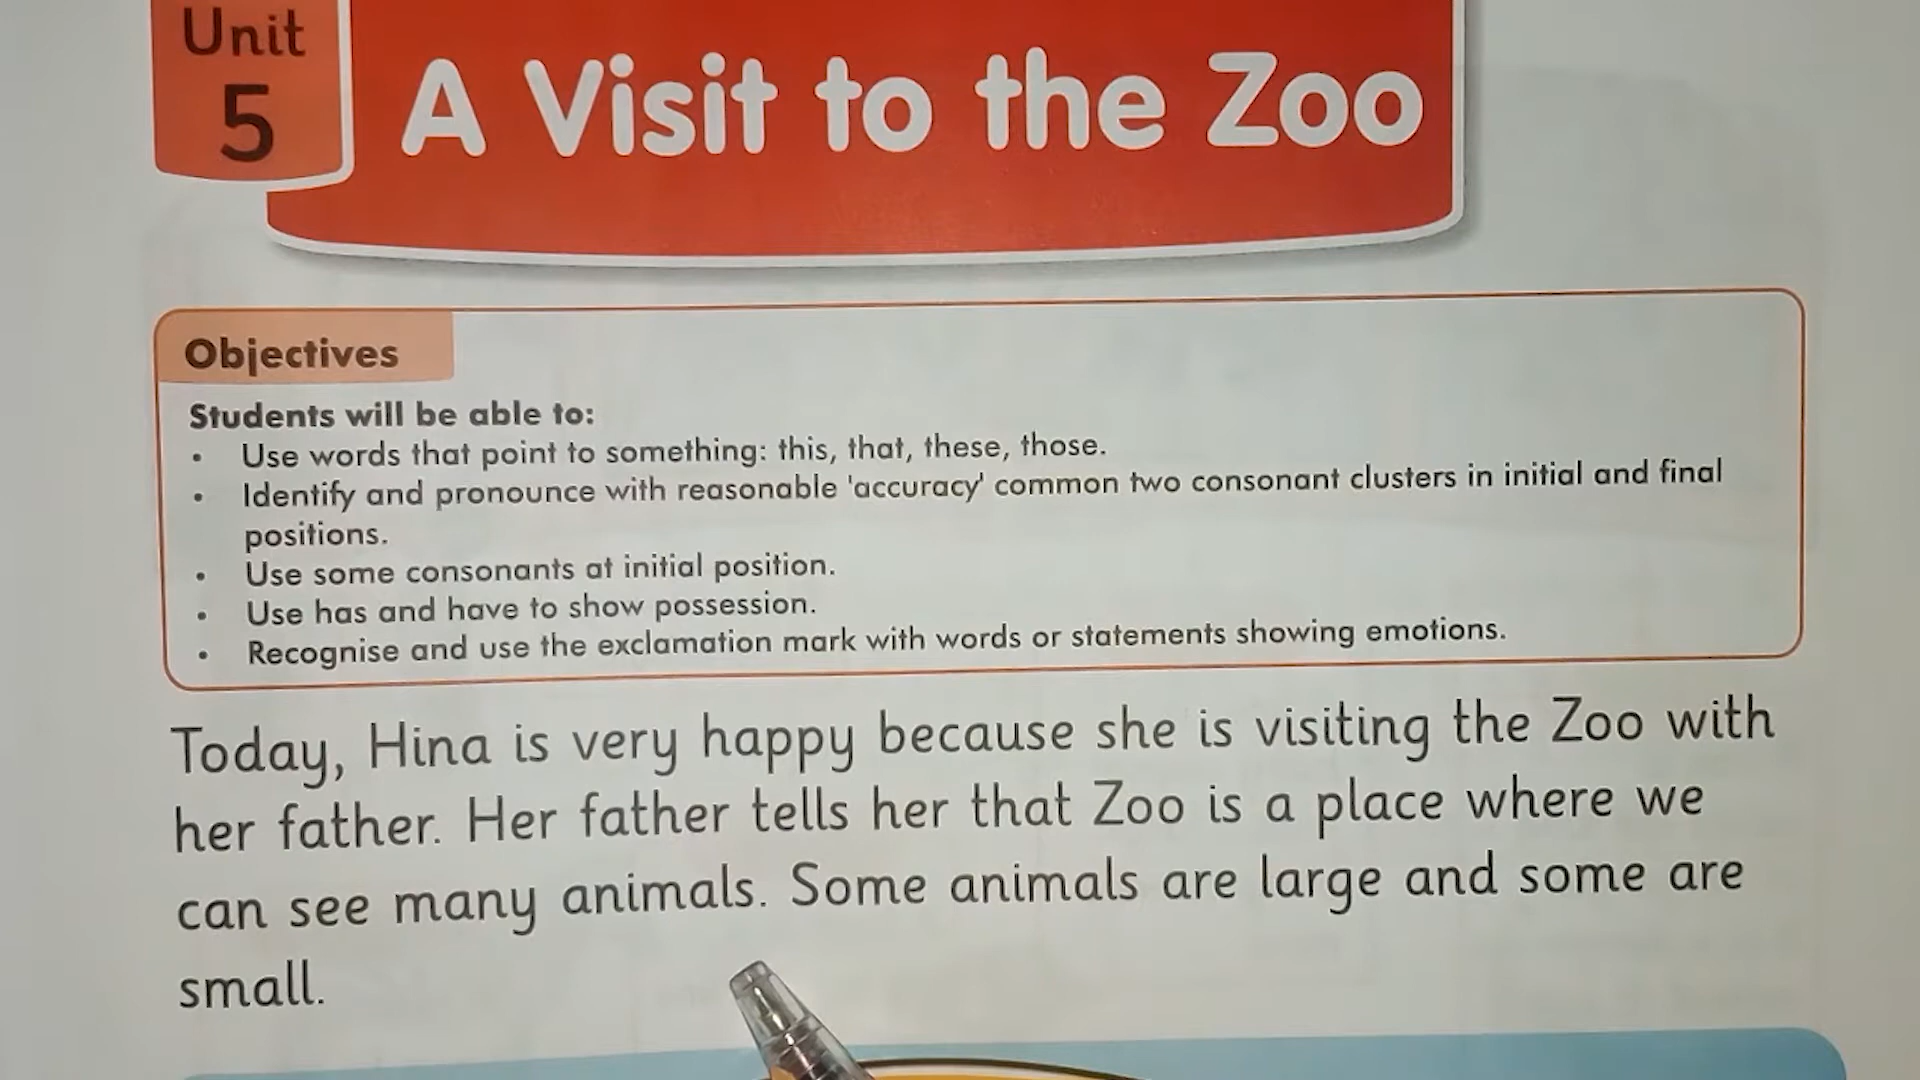 Unit
5
A Visit to the Zoo
Objectives
Students will be able to:
• Use words that point to something: this, that, these, those.
• Identify and pronounce with reasonable 'accuracy' common two consonant clusters in initial and final
positions.
• Use some consonants at initial position.
• Use has and have to show possession.
• Recognise and use the exclamation mark with words or statements showing emotions.
Today, Hina is very happy because she is visiting the Zoo with
her father. Her father tells her that Zoo is a place where we
can see many animals. Some animals are large and some are
small.